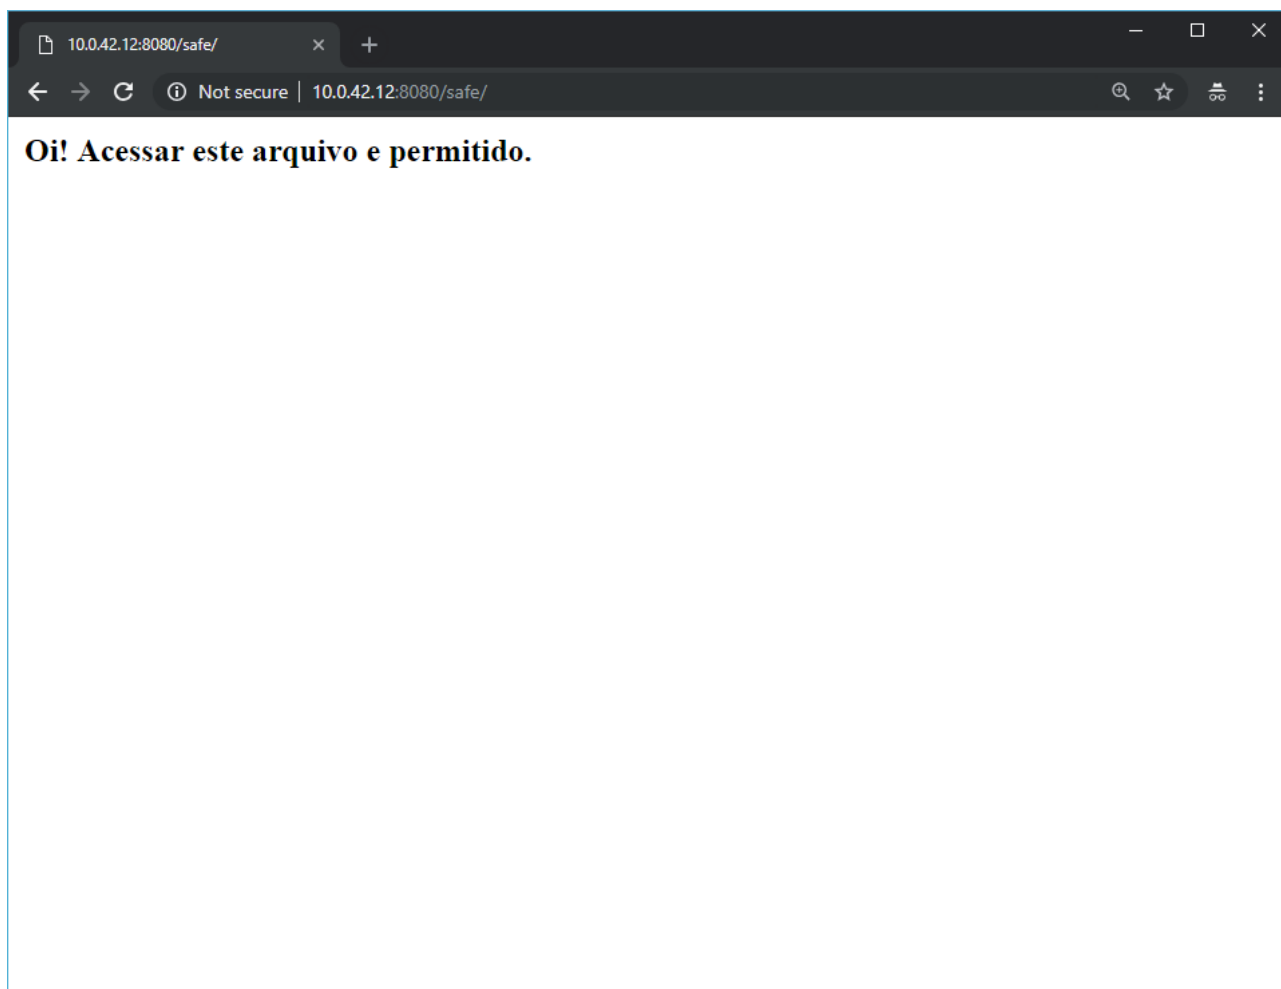 10.0.42.12:8080/safe/
Not secure | 10.0.42.12:8080/safe/
Oi! Acessar este arquivo e permitido.